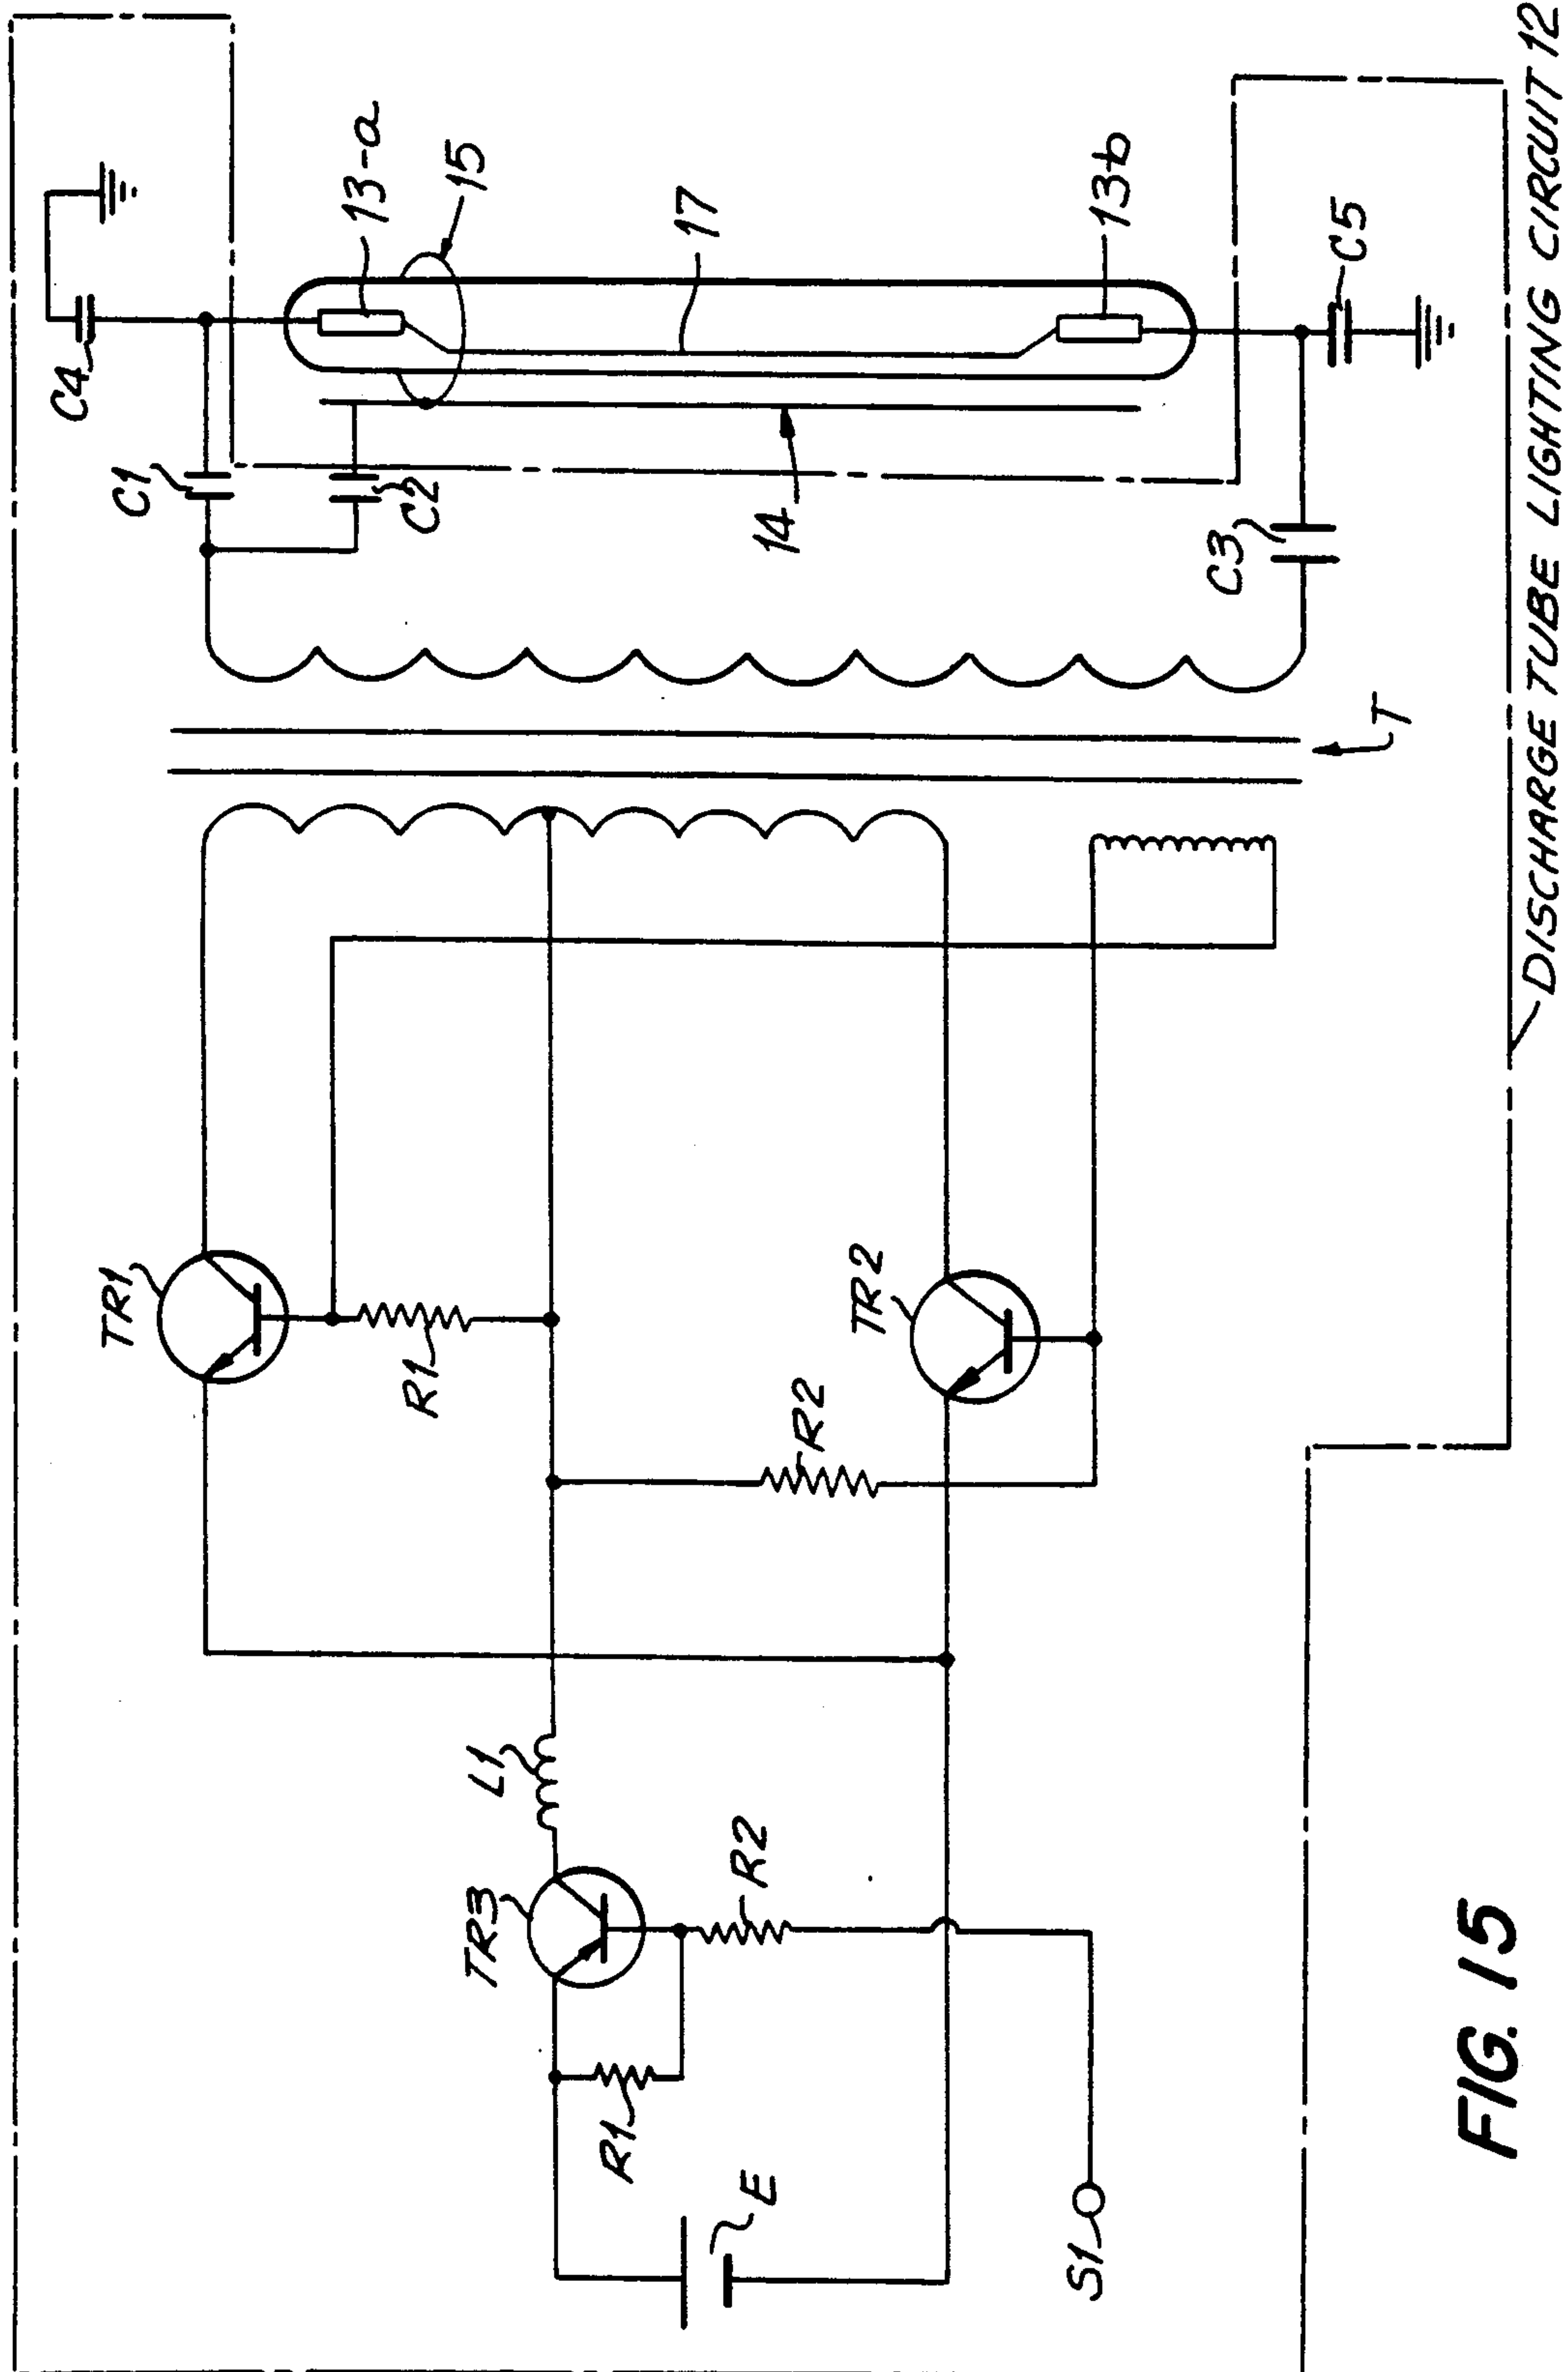 C4
C1
C2
13-a
15
17
14
13b
C5
C3
T
TR1
R1
TR2
R2
L1
TR3
R2
R1
E
S1
DISCHARGE TUBE LIGHTING CIRCUIT 12
FIG. 15